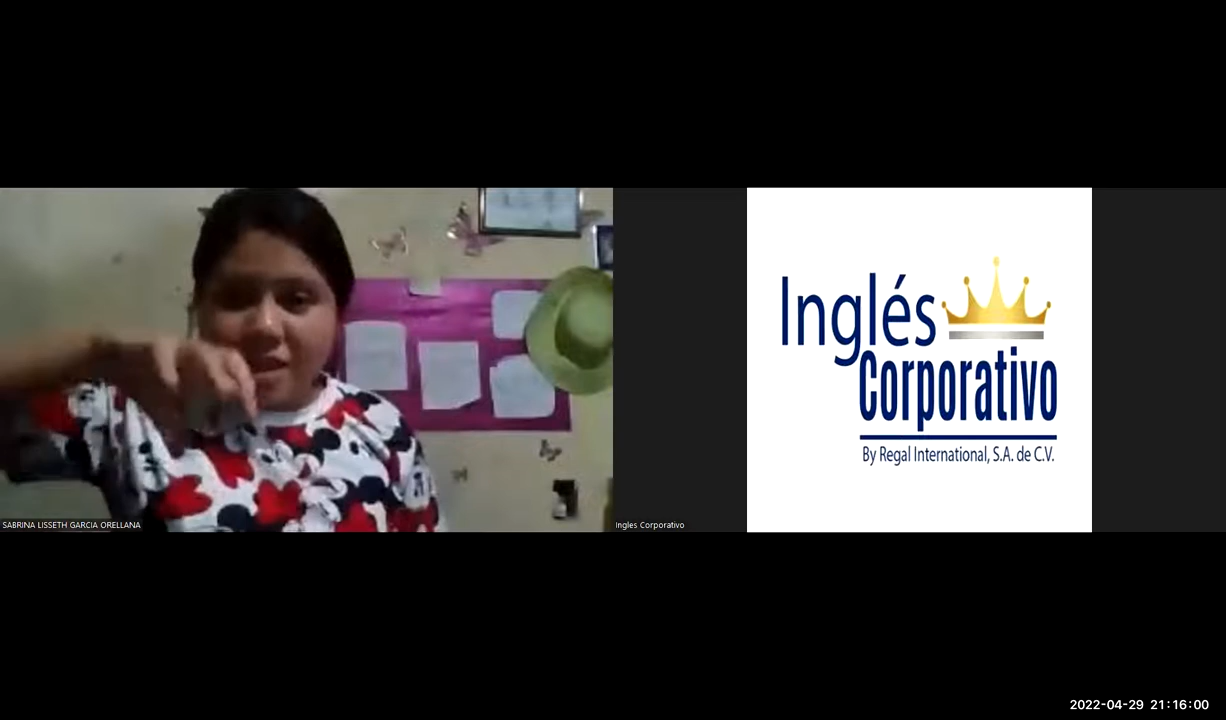 Inglés
Corporativo
By Regal International, S.A. de C.V.
SABRINA LISSETH GARCIA ORELLANA
Ingles Corporativo
2022-04-29 21:16:00